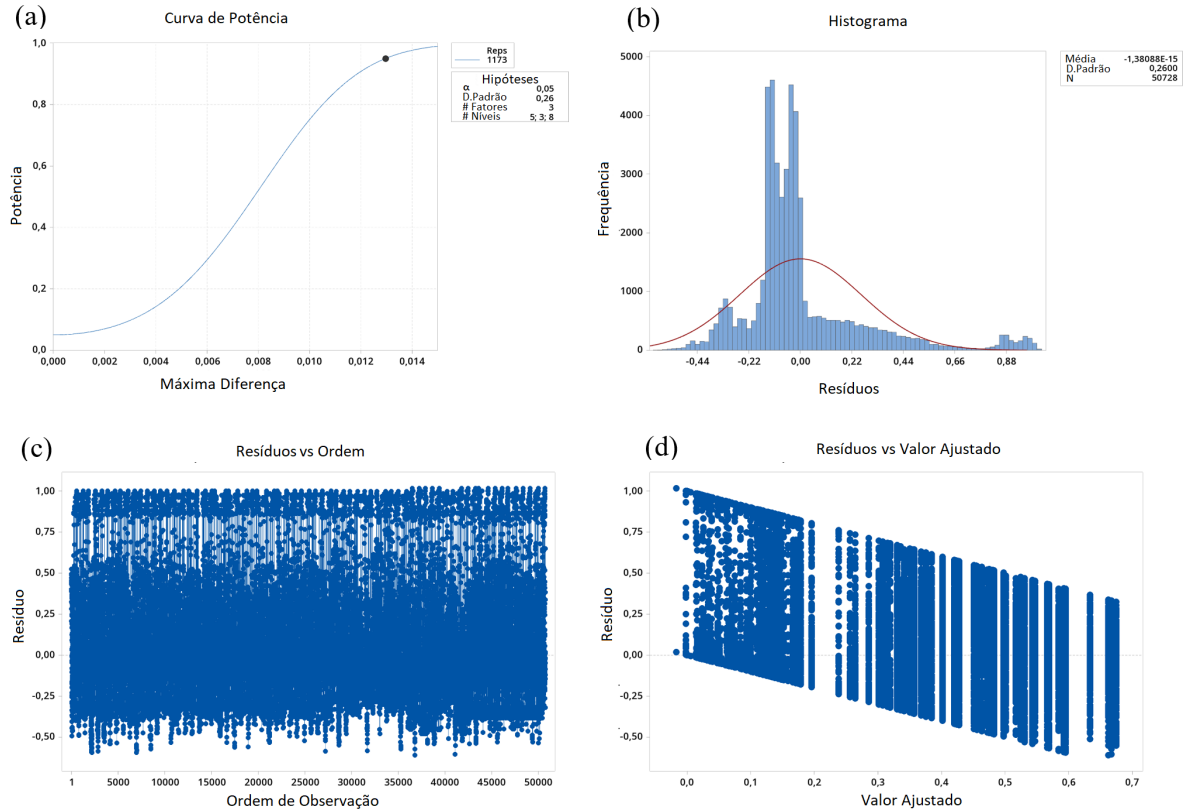 (a)
Curva de Potência
1,0
0,8
0,6
0,4
0,2
0,0
Potência
0,000
0,002
0,004
0,006
0,008
0,010
0,012
0,014
Máxima Diferença
Reps
1173
Hipóteses
α 0,05
D.Padrão 0,26
# Fatores 3
# Níveis 5; 3; 8
(b)
Histograma
5000
4000
3000
2000
1000
0
Frequência
-0,44
-0,22
0,00
0,22
0,44
0,66
0,88
Resíduos
Média -1,38088E-15
D.Padrão 0,2600
N 50728
(c)
Resíduos vs Ordem
1,00
0,75
0,50
0,25
0,00
-0,25
-0,50
Resíduo
1
5000
10000
15000
20000
25000
30000
35000
40000
45000
50000
Ordem de Observação
(d)
Resíduos vs Valor Ajustado
1,00
0,75
0,50
0,25
0,00
-0,25
-0,50
Resíduo
0,0
0,1
0,2
0,3
0,4
0,5
0,6
0,7
Valor Ajustado